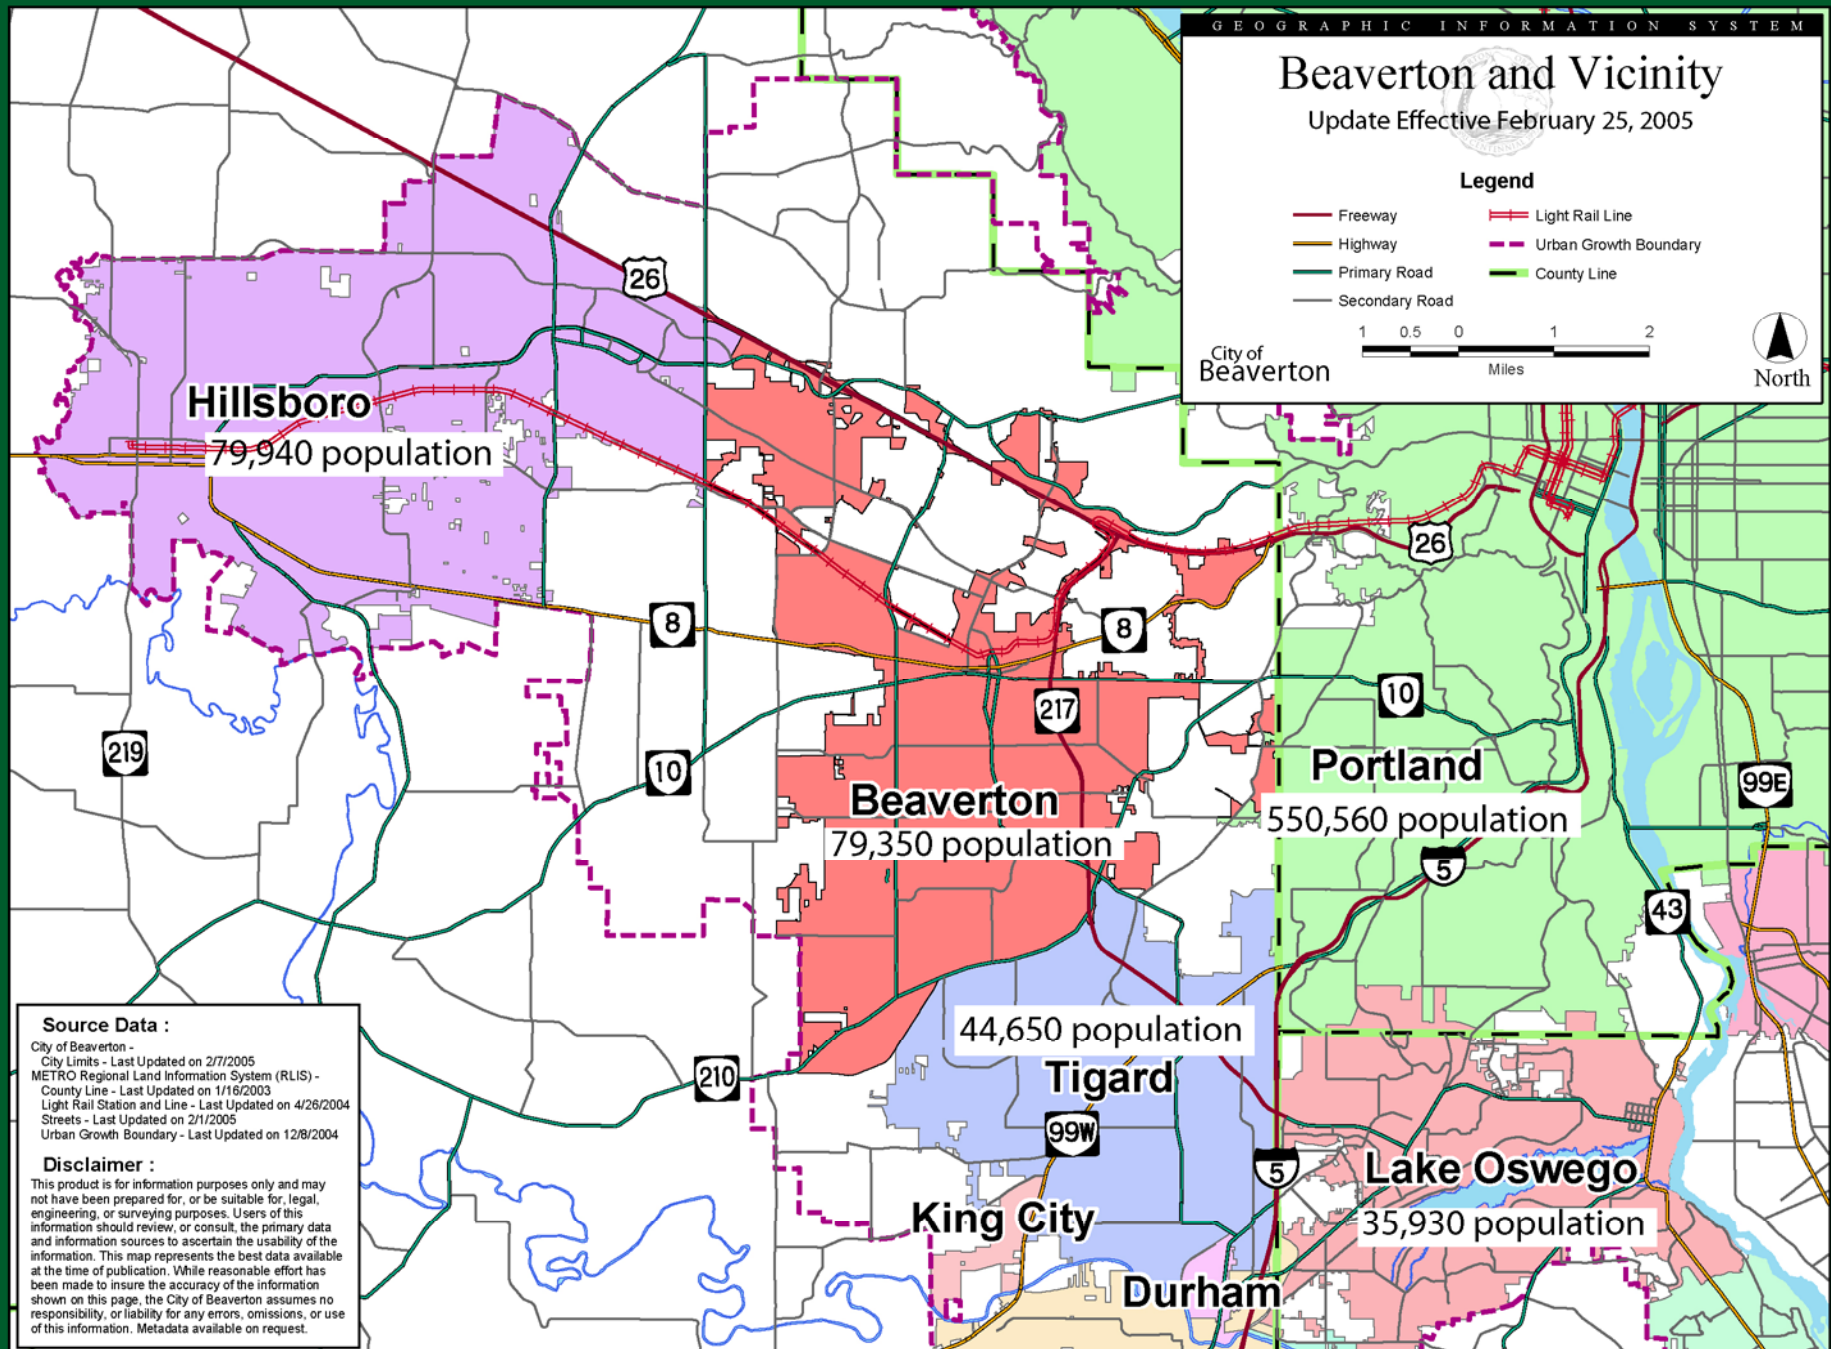 GEOGRAPHIC INFORMATION SYSTEM
Beaverton and Vicinity
Update Effective February 25, 2005
Legend
Freeway
Highway
Primary Road
Secondary Road
Light Rail Line
Urban Growth Boundary
County Line
1 0.5 0 1 2
Miles
City of
Beaverton
North
26
Hillsboro
79,940 population
26
8
8
217
10
10
219
Portland
550,560 population
99E
Beaverton
79,350 population
5
43
44,650 population
Tigard
210
99W
5
Lake Oswego
35,930 population
King City
Durham
Source Data :
City of Beaverton -
City Limits - Last Updated on 2/7/2005
METRO Regional Land Information System (RLIS) -
County Line - Last Updated on 1/16/2003
Light Rail Station and Line - Last Updated on 4/26/2004
Streets - Last Updated on 2/1/2005
Urban Growth Boundary - Last Updated on 12/8/2004
Disclaimer :
This product is for information purposes only and may
not have been prepared for, or be suitable for, legal,
engineering, or surveying purposes. Users of this
information should review, or consult, the primary data
and information sources to ascertain the usability of the
information. This map represents the best data available
at the time of publication. While reasonable effort has
been made to insure the accuracy of the information
shown on this page, the City of Beaverton assumes no
responsibility, or liability for any errors, omissions, or use
of this information. Metadata available on request.